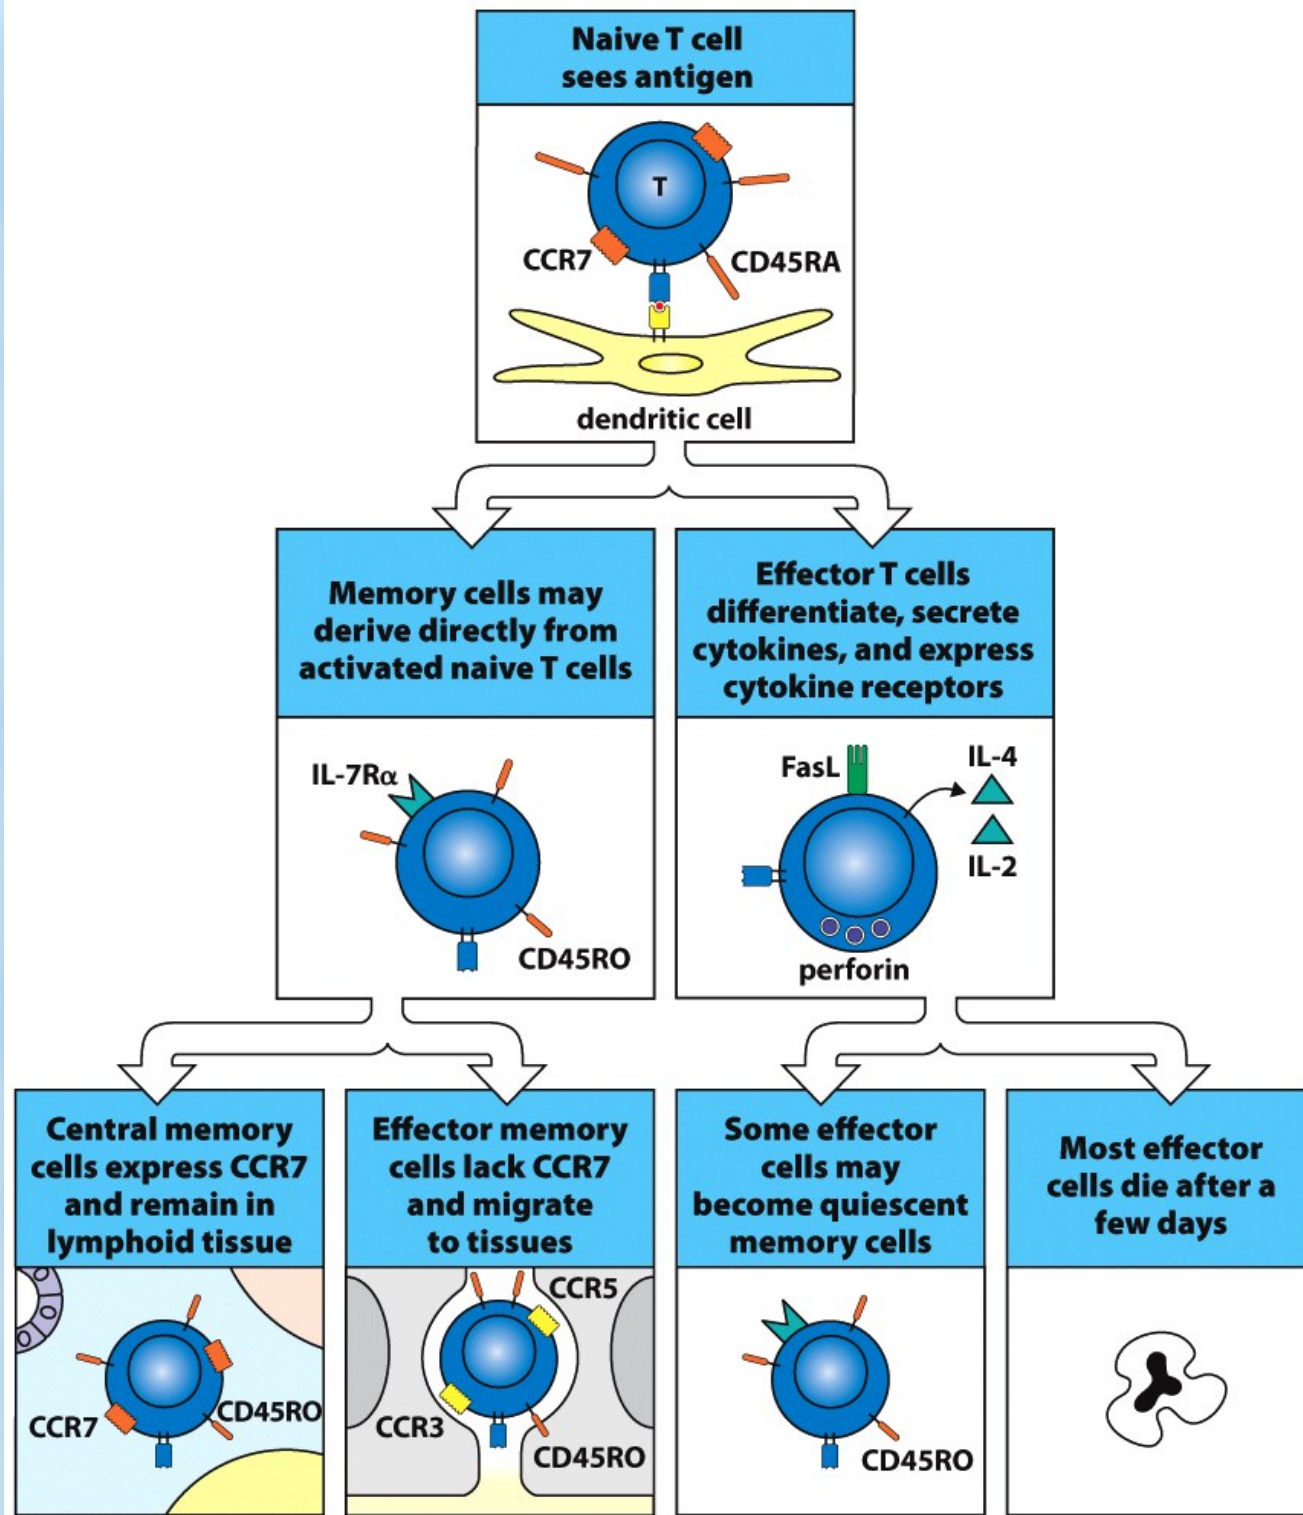 Naive T cell
sees antigen
T
CCR7
CD45RA
dendritic cell
Memory cells may
derive directly from
activated naive T cells
IL-7Rα
CD45RO
Effector T cells
differentiate, secrete
cytokines, and express
cytokine receptors
FasL
IL-4
IL-2
perforin
Central memory
cells express CCR7
and remain in
lymphoid tissue
CCR7
CD45RO
Effector memory
cells lack CCR7
and migrate
to tissues
CCR5
CCR3
CD45RO
Some effector
cells may
become quiescent
memory cells
CD45RO
Most effector
cells die after a
few days